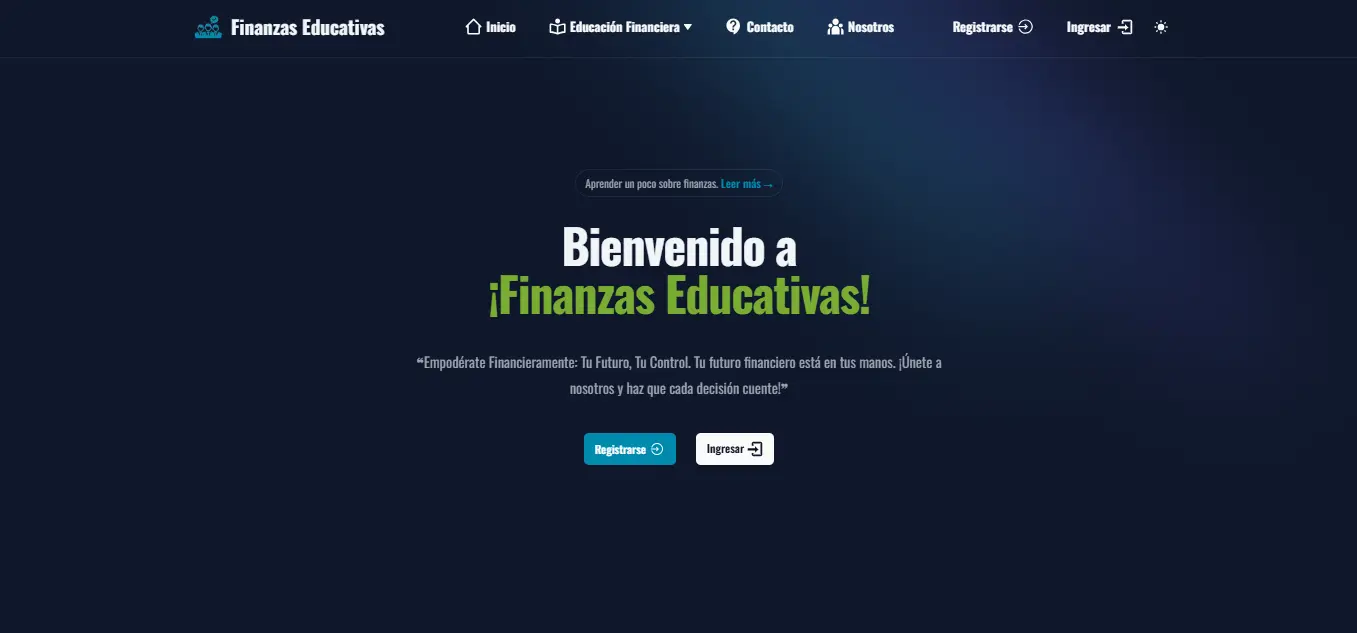 Finanzas Educativas
Inicio
Educación Financiera
Contacto
Nosotros
Registrarse
Ingresar
Aprender un poco sobre finanzas. Leer más →
Bienvenido a
¡Finanzas Educativas!
❝Empodérate Financieramente: Tu Futuro, Tu Control. Tu futuro financiero está en tus manos. ¡Únete a
nosotros y haz que cada decisión cuente!❞
Registrarse
Ingresar